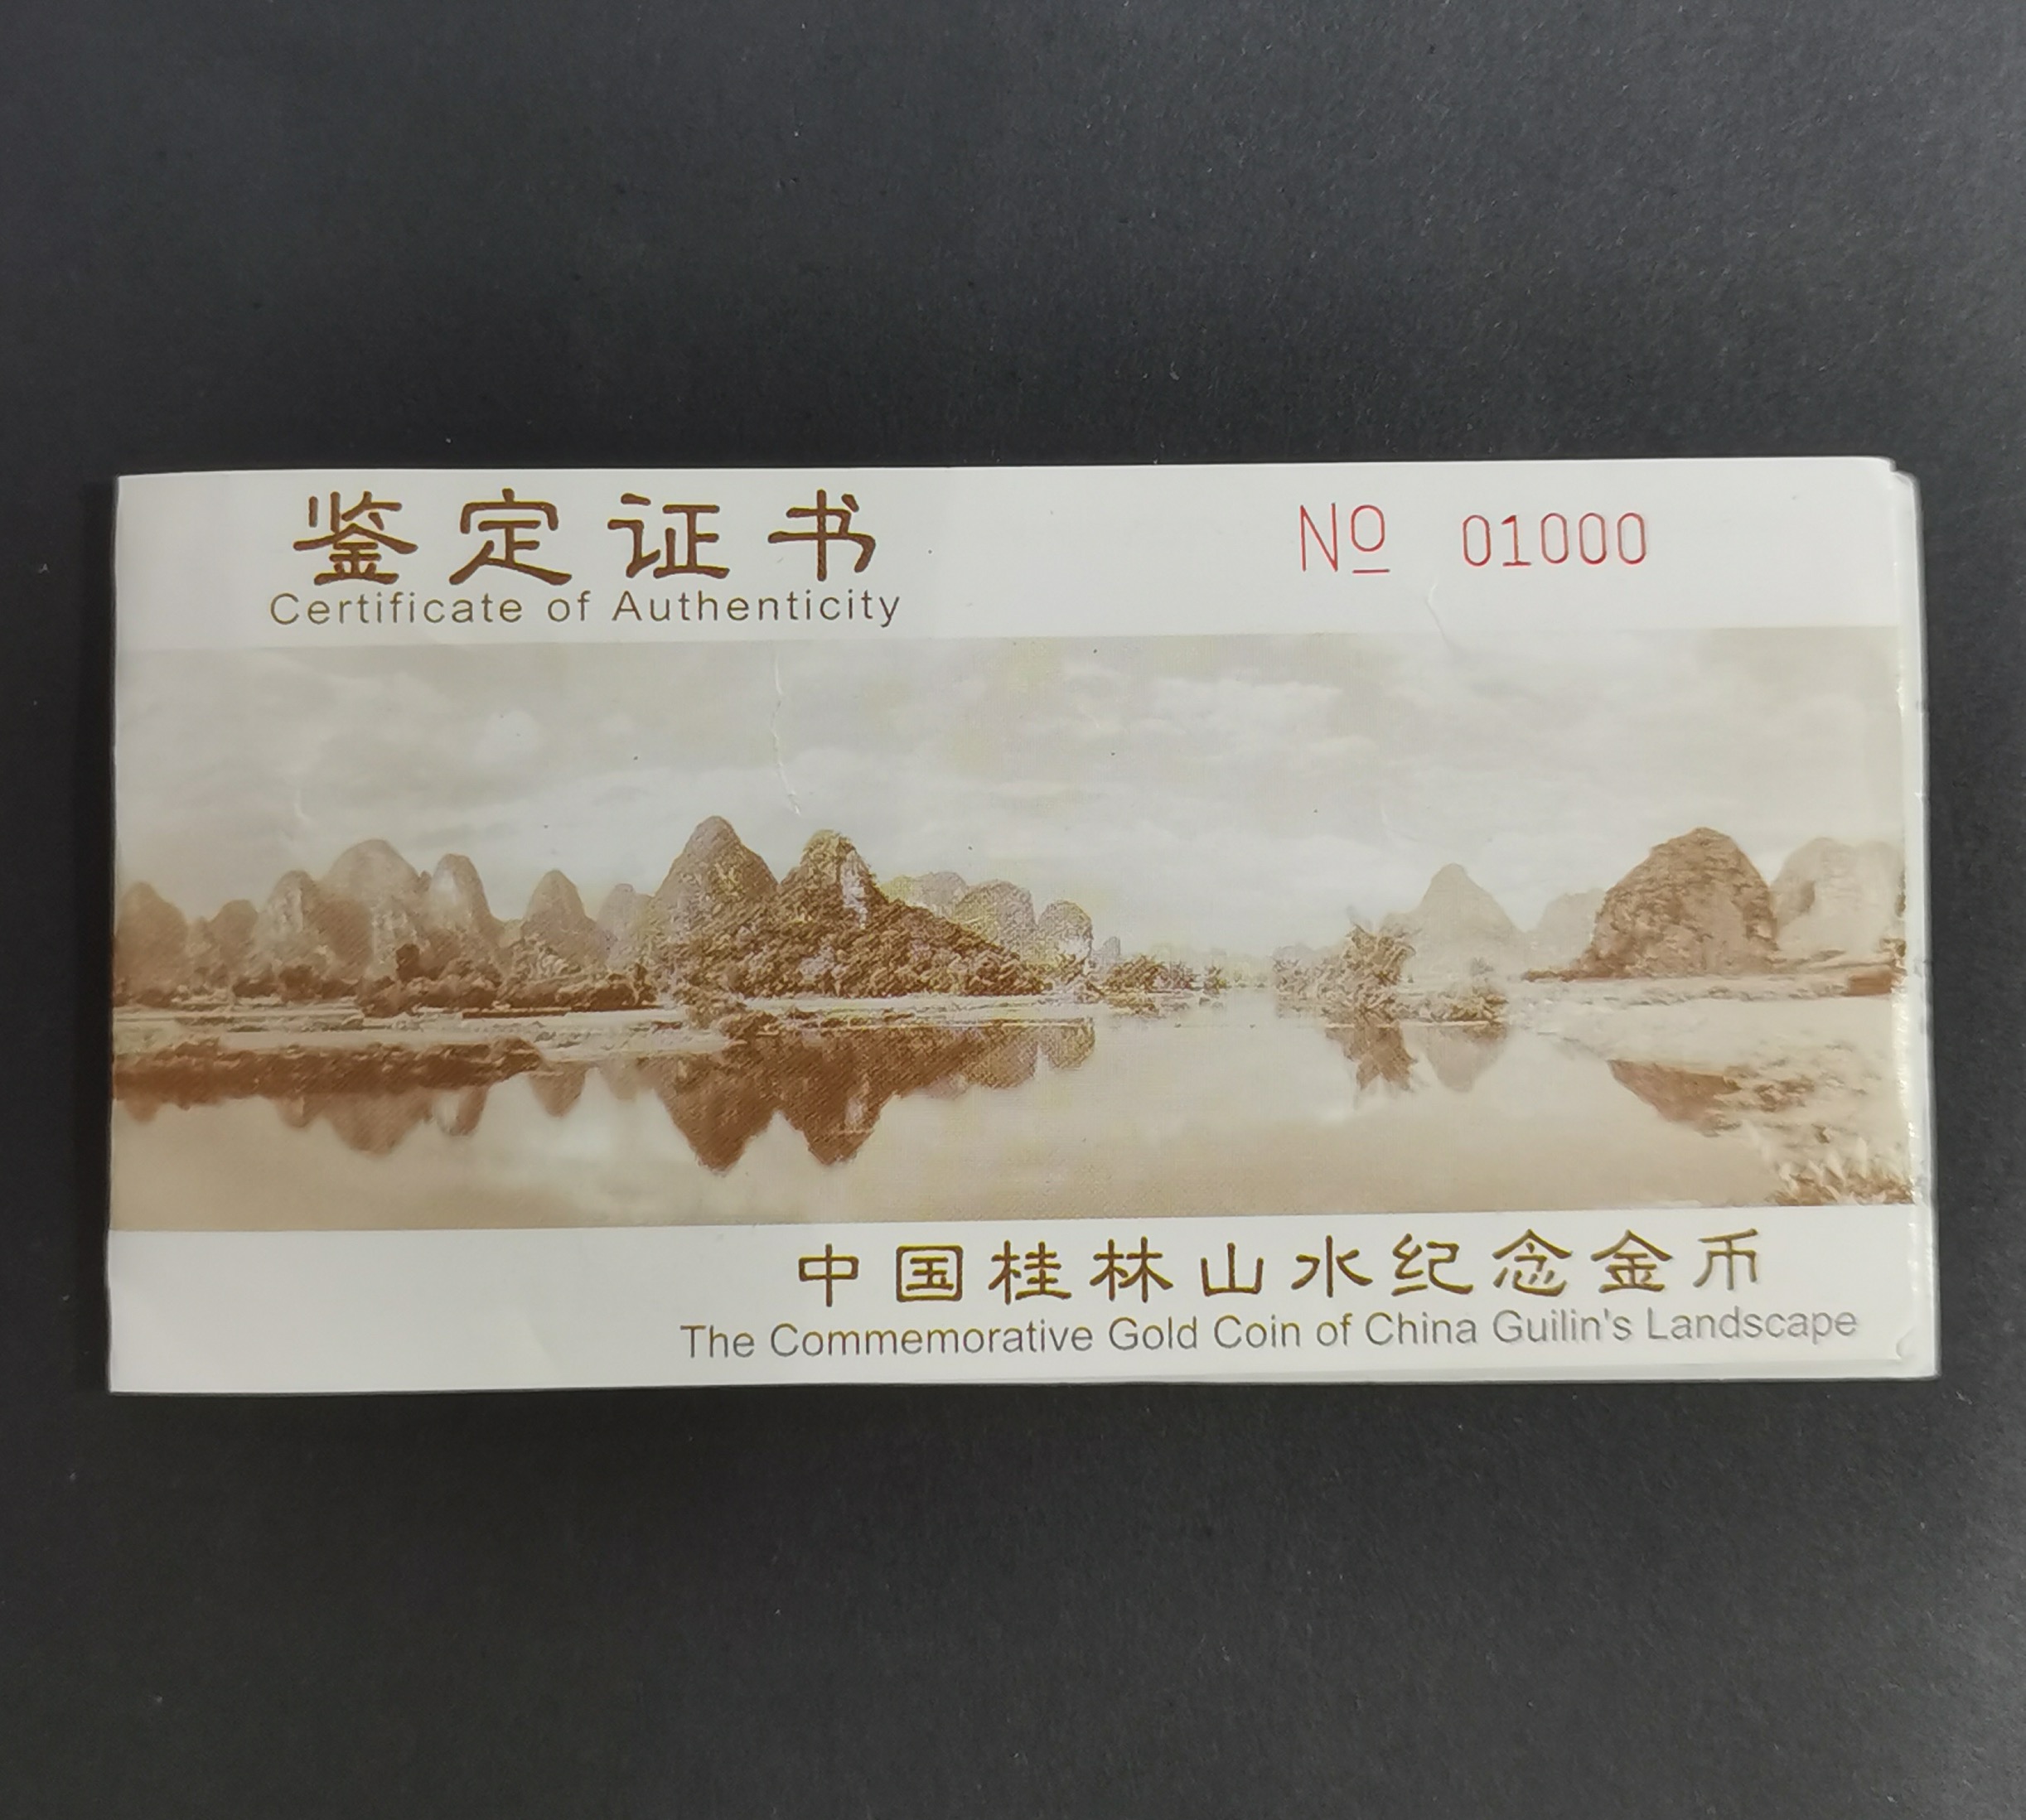 鉴定证书
Certificate of Authenticity
№ 01000
中国桂林山水纪念金币
The Commemorative Gold Coin of China Guilin's Landscape